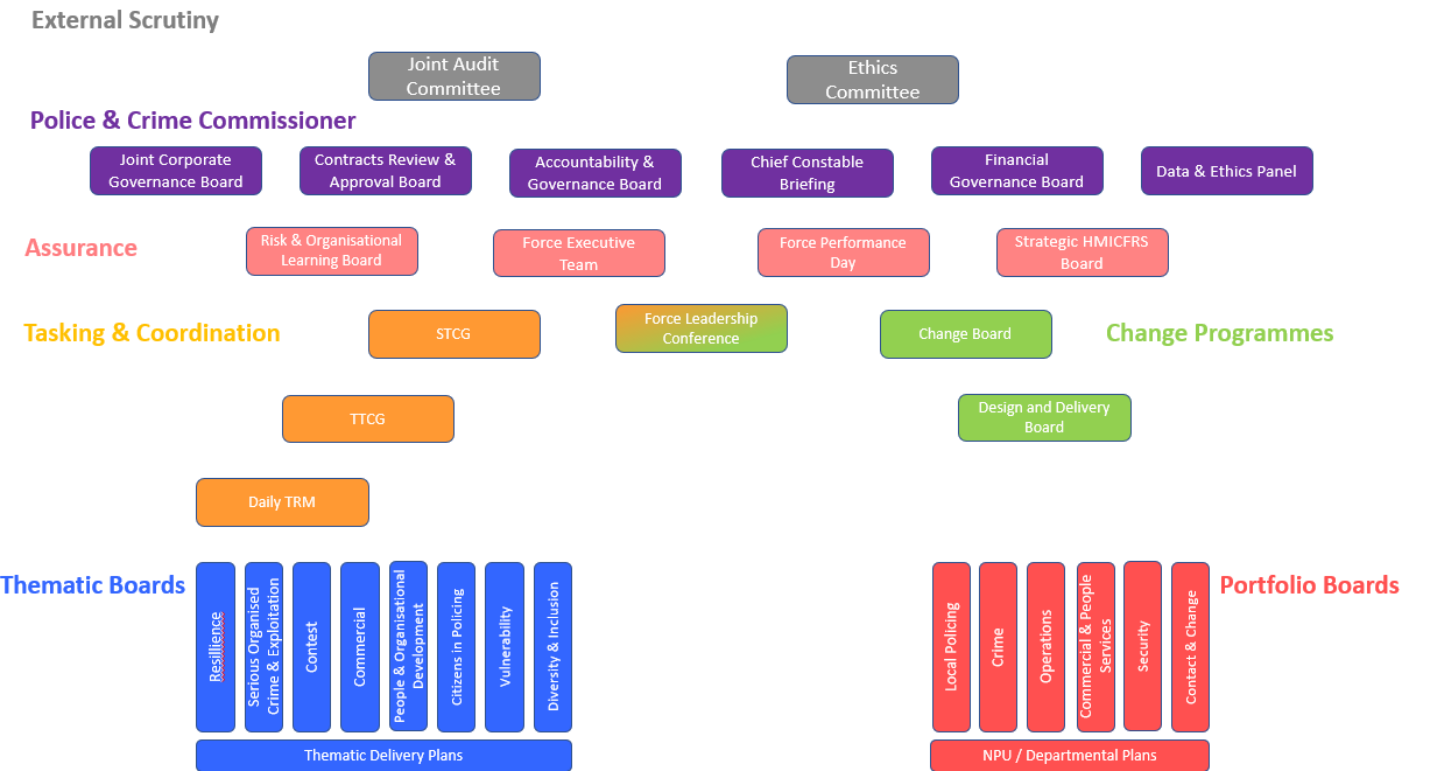 External Scrutiny
Joint Audit
Committee
Ethics
Committee
Police & Crime Commissioner
Joint Corporate
Governance Board
Contracts Review &
Approval Board
Accountability &
Governance Board
Chief Constable
Briefing
Financial
Governance Board
Data & Ethics Panel
Assurance
Risk & Organisational
Learning Board
Force Executive
Team
Force Performance
Day
Strategic HMICFRS
Board
Tasking & Coordination
STCG
Force Leadership
Conference
Change Board
Change Programmes
TTCG
Design and Delivery
Board
Daily TRM
Thematic Boards
Resillience
Serious Organised
Crime & Exploitation
Contest
Commercial
People & Organisational
Development
Citizens in Policing
Vulnerability
Diversity & Inclusion
Thematic Delivery Plans
Local Policing
Crime
Operations
Commercial & People
Services
Security
Contact & Change
Portfolio Boards
NPU / Departmental Plans